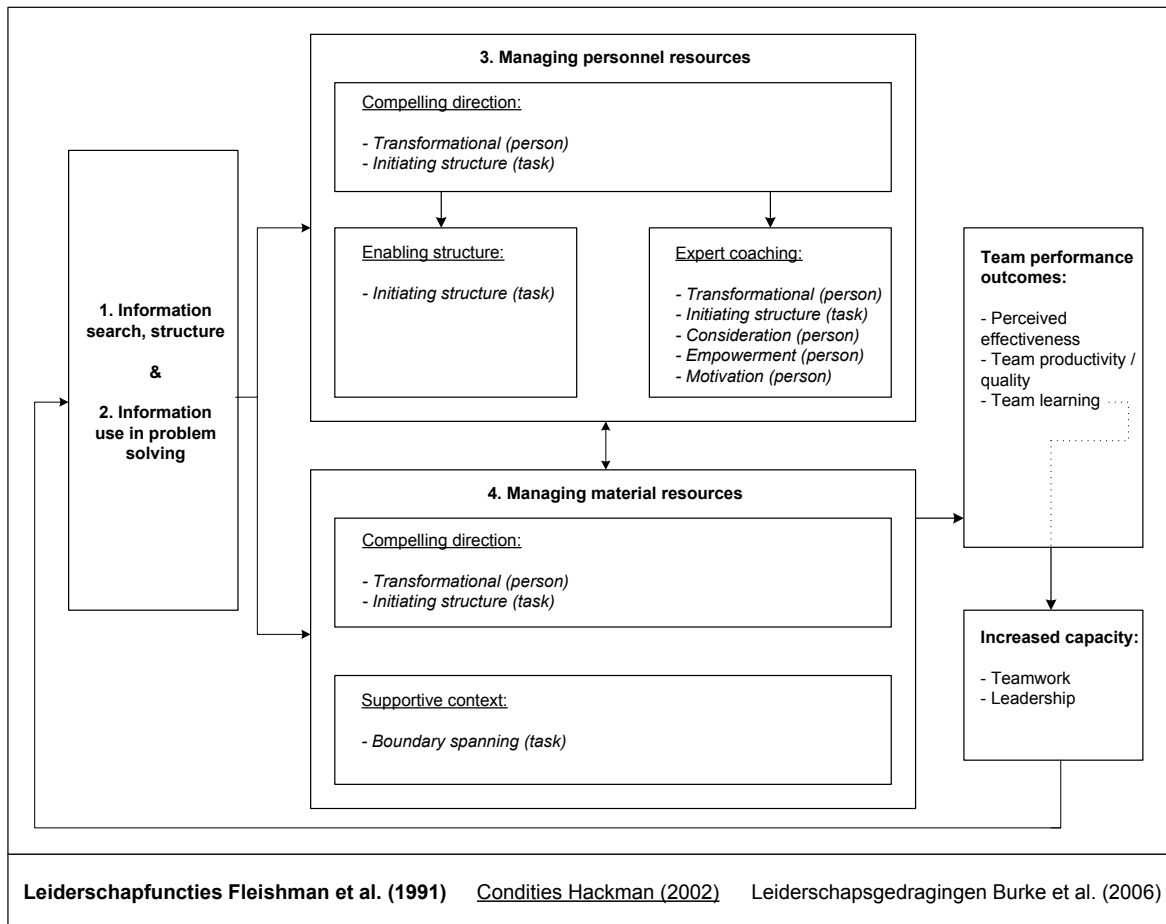 3. Managing personnel resources
Compelling direction:
- Transformational (person)
- Initiating structure (task)
Enabling structure:
- Initiating structure (task)
Expert coaching:
- Transformational (person)
- Initiating structure (task)
- Consideration (person)
- Empowerment (person)
- Motivation (person)
1. Information
search, structure
&
2. Information
use in problem
solving
4. Managing material resources
Compelling direction:
- Transformational (person)
- Initiating structure (task)
Supportive context:
- Boundary spanning (task)
Team performance
outcomes:
- Perceived
effectiveness
- Team productivity /
quality
- Team learning
Increased capacity:
- Teamwork
- Leadership
Leiderschapfuncties Fleishman et al. (1991) Condities Hackman (2002) Leiderschapsgedragingen Burke et al. (2006)